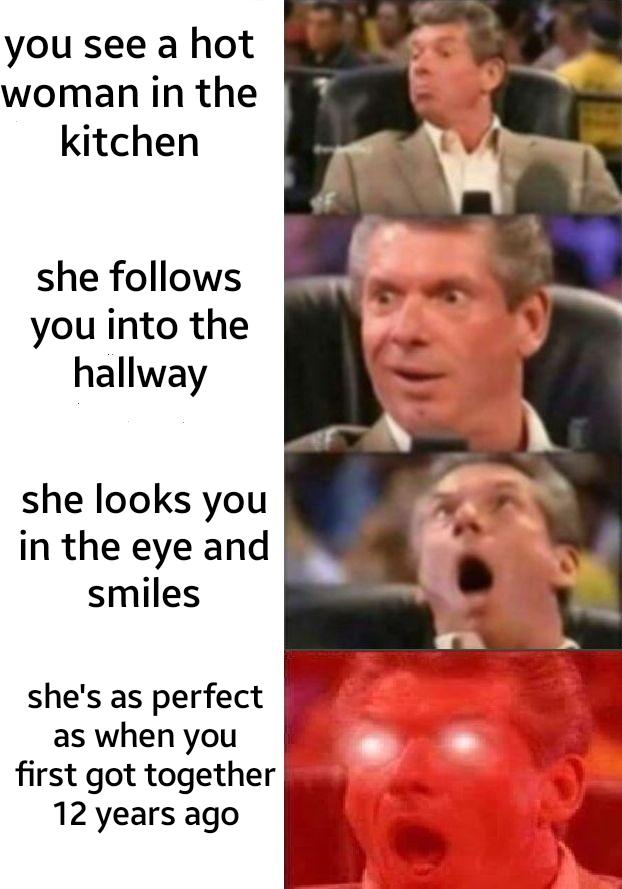 you see a hot
woman in the
kitchen
she follows
you into the
hallway
she looks you
in the eye and
smiles
she's as perfect
as when you
first got together
12 years ago